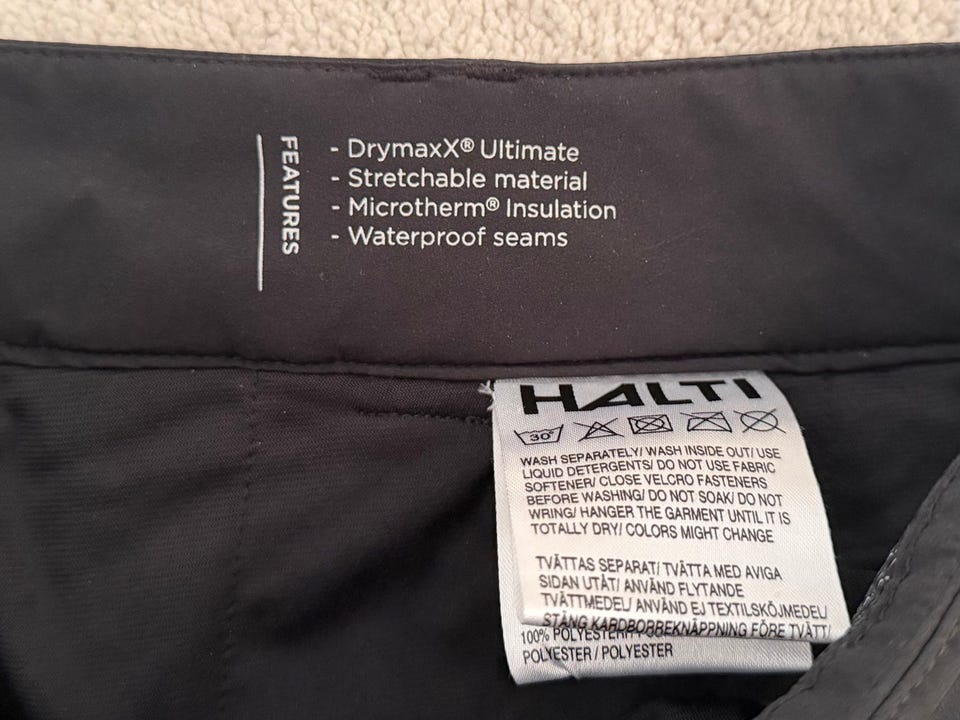 FEATURES
- DrymaxX® Ultimate
- Stretchable material
- Microtherm® Insulation
- Waterproof seams
HALTI
30°
WASH SEPARATELY/ WASH INSIDE OUT/ USE
LIQUID DETERGENTS/ DO NOT USE FABRIC
SOFTENER/ CLOSE VELCRO FASTENERS
BEFORE WASHING/ DO NOT SOAK/ DO NOT
WRING/ HANGER THE GARMENT UNTIL IT IS
TOTALLY DRY/ COLORS MIGHT CHANGE
TVÄTTAS SEPARAT/ TVÄTTA MED AVIGA
SIDAN UTÅT/ ANVÄND FLYTANDE
TVÄTTMEDEL/ ANVÄND EJ TEXTILSKÖJMEDEL/
STÄNG KARDBORREKNÄPPNING FÖRE TVÄTT/
100%
POLYESTER / POLYESTER